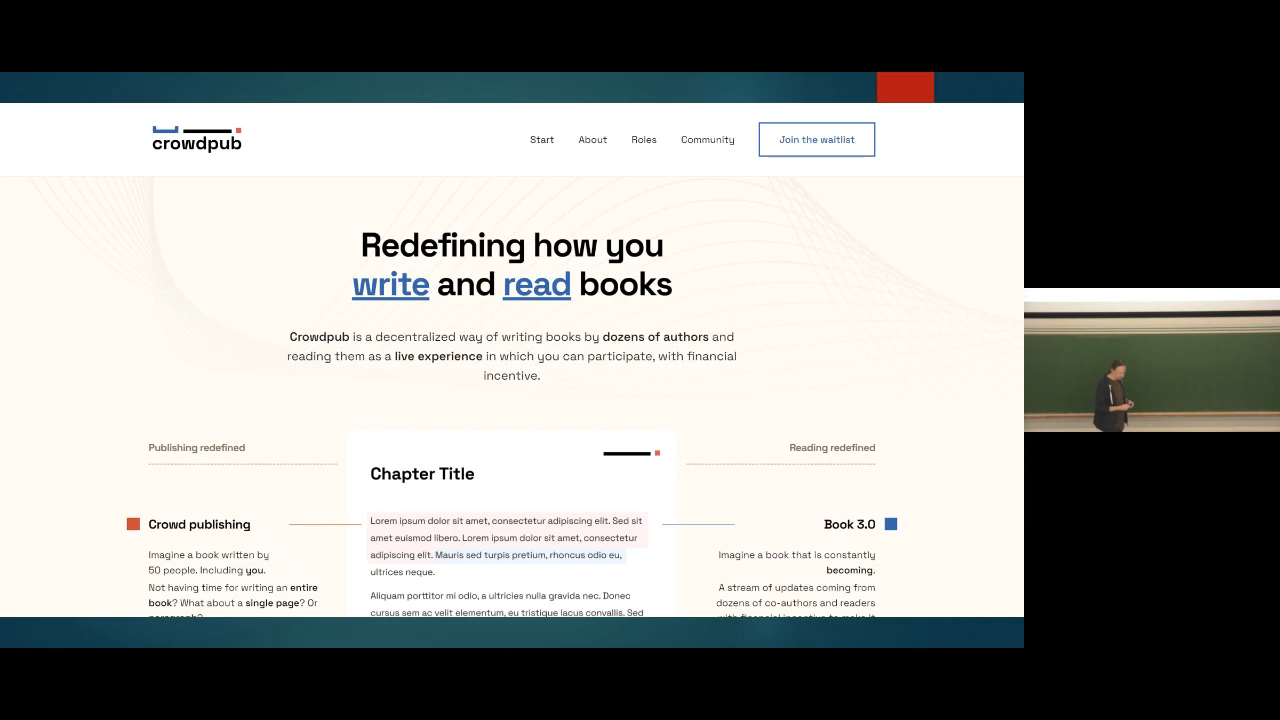 crowdpub
Start
About
Roles
Community
Join the waitlist
Redefining how you
write and read books
Crowdpub is a decentralized way of writing books by dozens of authors and
reading them as a live experience in which you can participate, with financial
incentive.
Publishing redefined
Crowd publishing
Imagine a book written by
50 people. Including you.
Not having time for writing an entire
book? What about a single page? Or
paragraph?
Chapter Title
Lorem ipsum dolor sit amet, consectetur adipiscing elit. Sed sit
amet euismod libero. Lorem ipsum dolor sit amet, consectetur
adipiscing elit. Mauris sed turpis pretium, rhoncus odio eu,
ultrices neque.
Aliquam porttitor mi odio, a ultricies nulla gravida nec. Donec
cursus sem ac velit elementum, eu tristique lacus convallis. Sed
Reading redefined
Book 3.0
Imagine a book that is constantly
becoming.
A stream of updates coming from
dozens of co-authors and readers
with financial incentive to make it